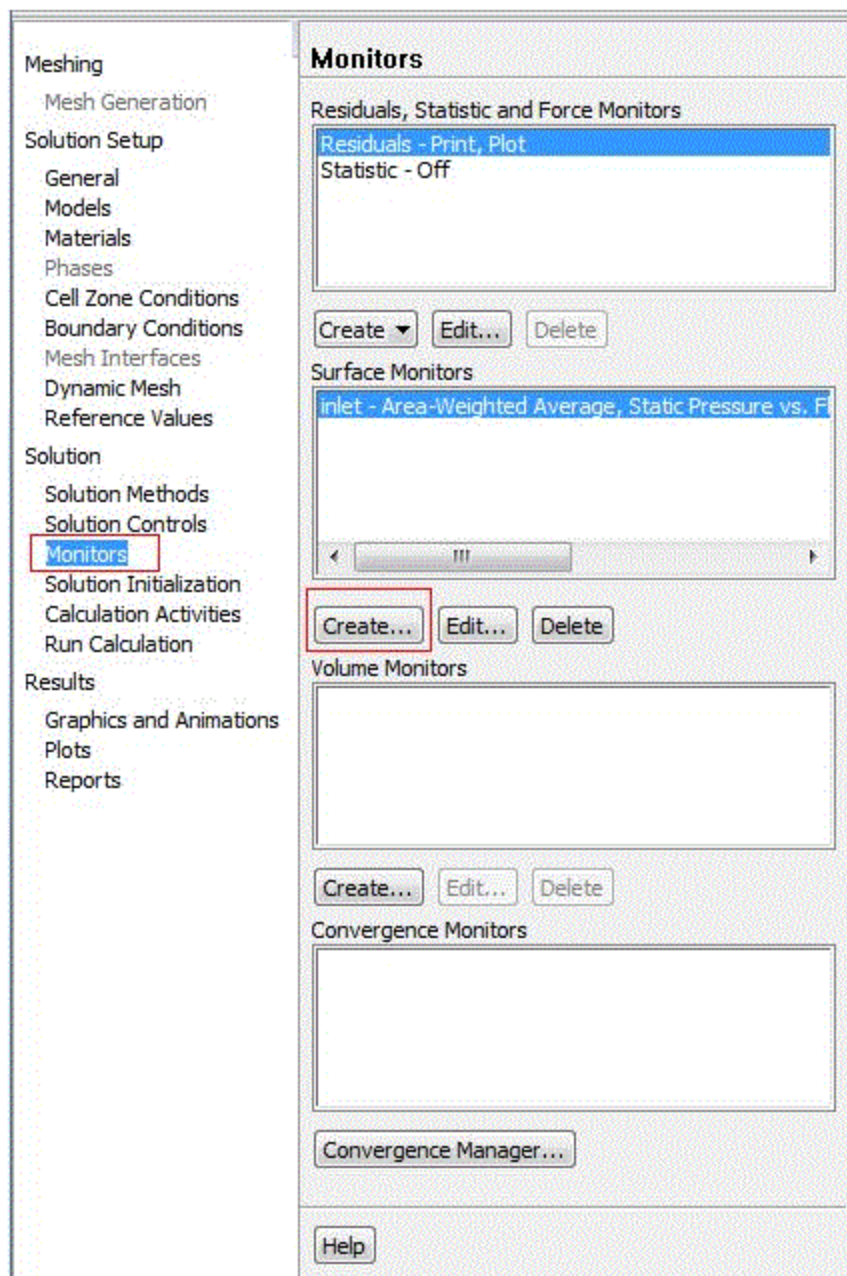 Meshing
Mesh Generation
Solution Setup
General
Models
Materials
Phases
Cell Zone Conditions
Boundary Conditions
Mesh Interfaces
Dynamic Mesh
Reference Values
Solution
Solution Methods
Solution Controls
Monitors
Solution Initialization
Calculation Activities
Run Calculation
Results
Graphics and Animations
Plots
Reports
Monitors
Residuals, Statistic and Force Monitors
Residuals - Print, Plot
Statistic - Off
Create Edit... Delete
Surface Monitors
inlet - Area-Weighted Average, Static Pressure vs.
Create... Edit... Delete
Volume Monitors
Create... Edit... Delete
Convergence Monitors
Convergence Manager...
Help